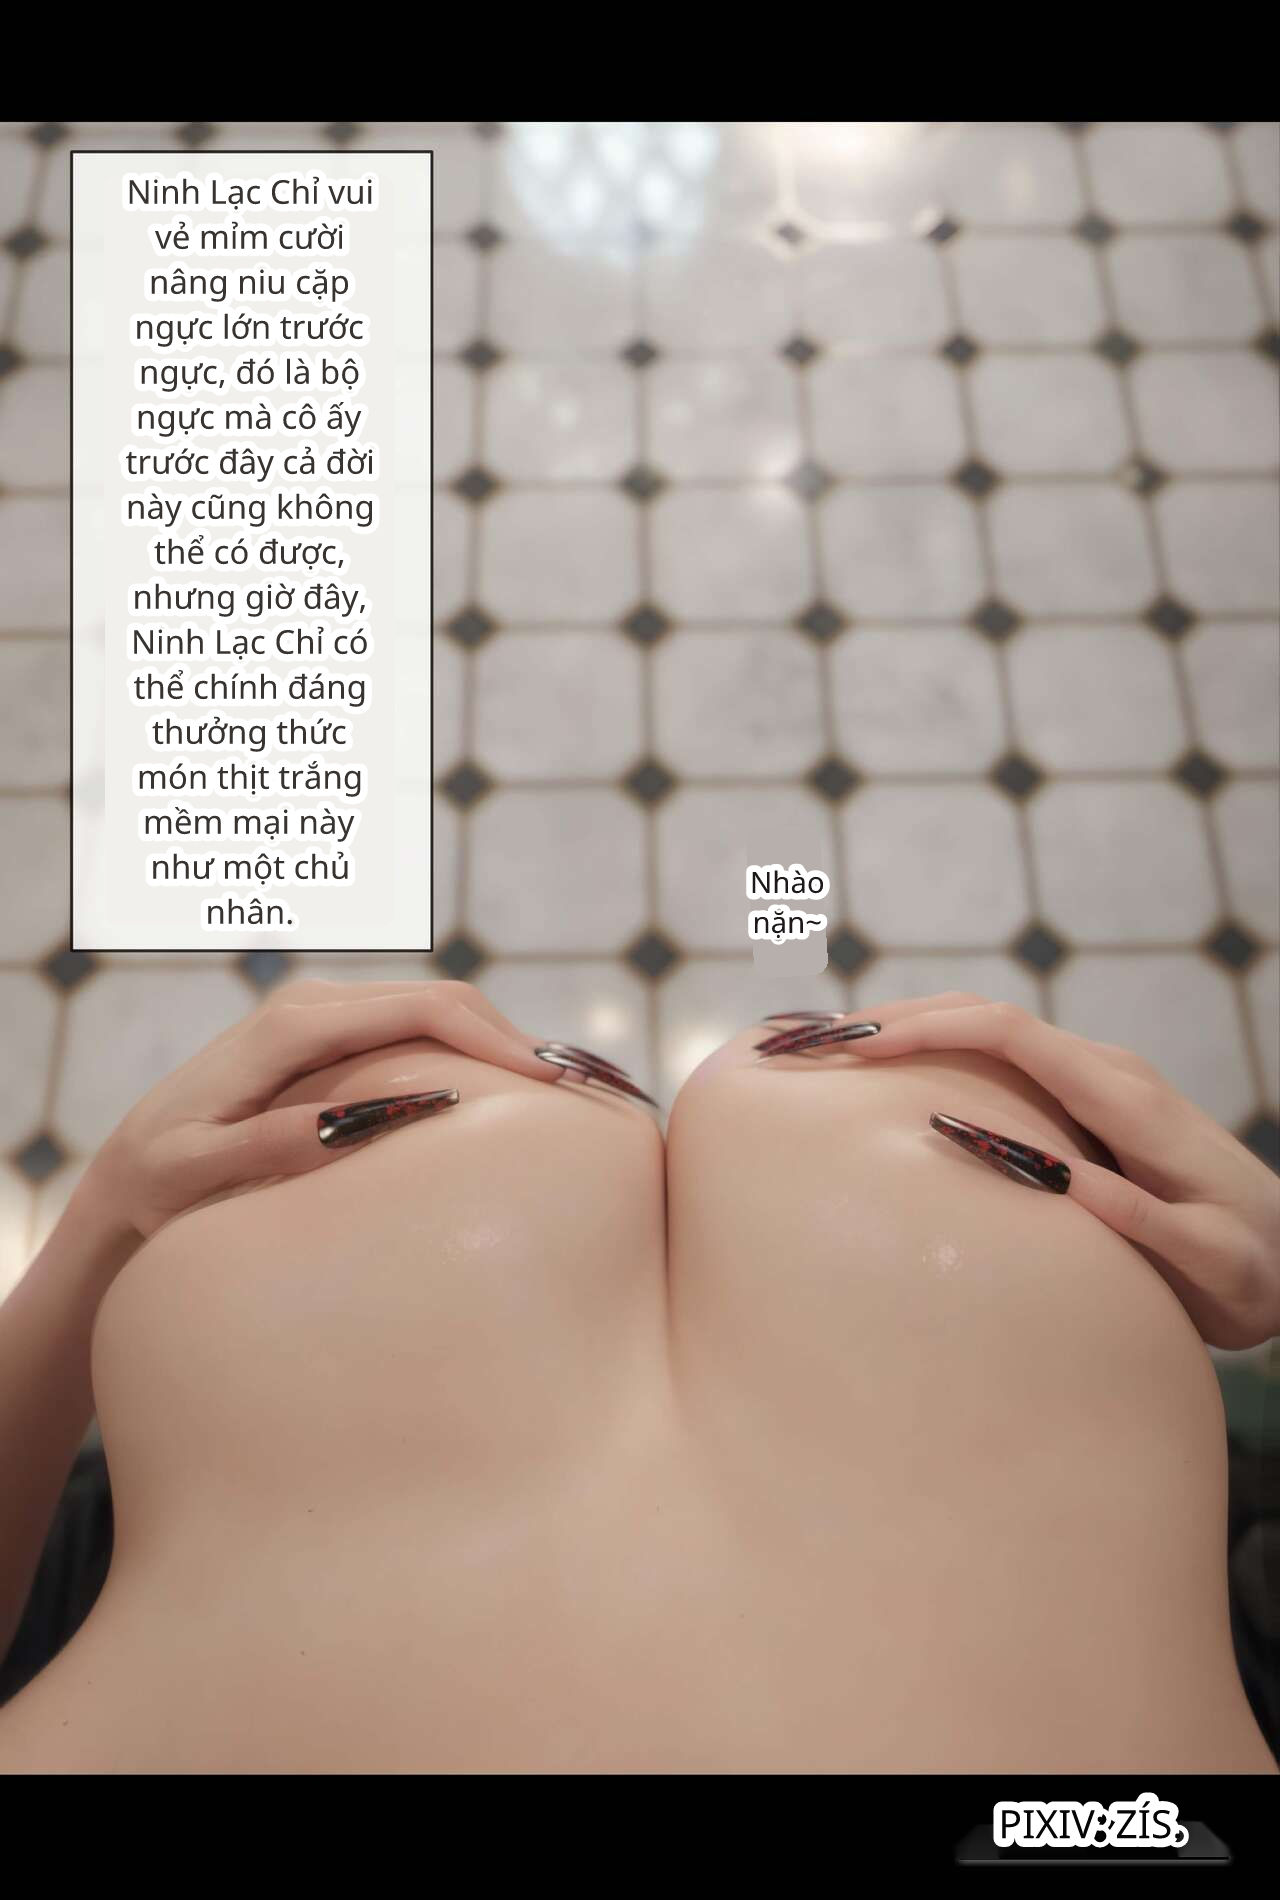 Ninh Lạc Chỉ vui
vẻ mỉm cười
nâng niu cặp
ngực lớn trước
ngực, đó là bộ
ngực mà cô ấy
trước đây cả đời
này cũng không
thể có được,
nhưng giờ đây,
Ninh Lạc Chỉ có
thể chính đáng
thưởng thức
món thịt trắng
mềm mại này
như một chủ
nhân.
Nhào
nặn~
PIXIV:ZÍS,